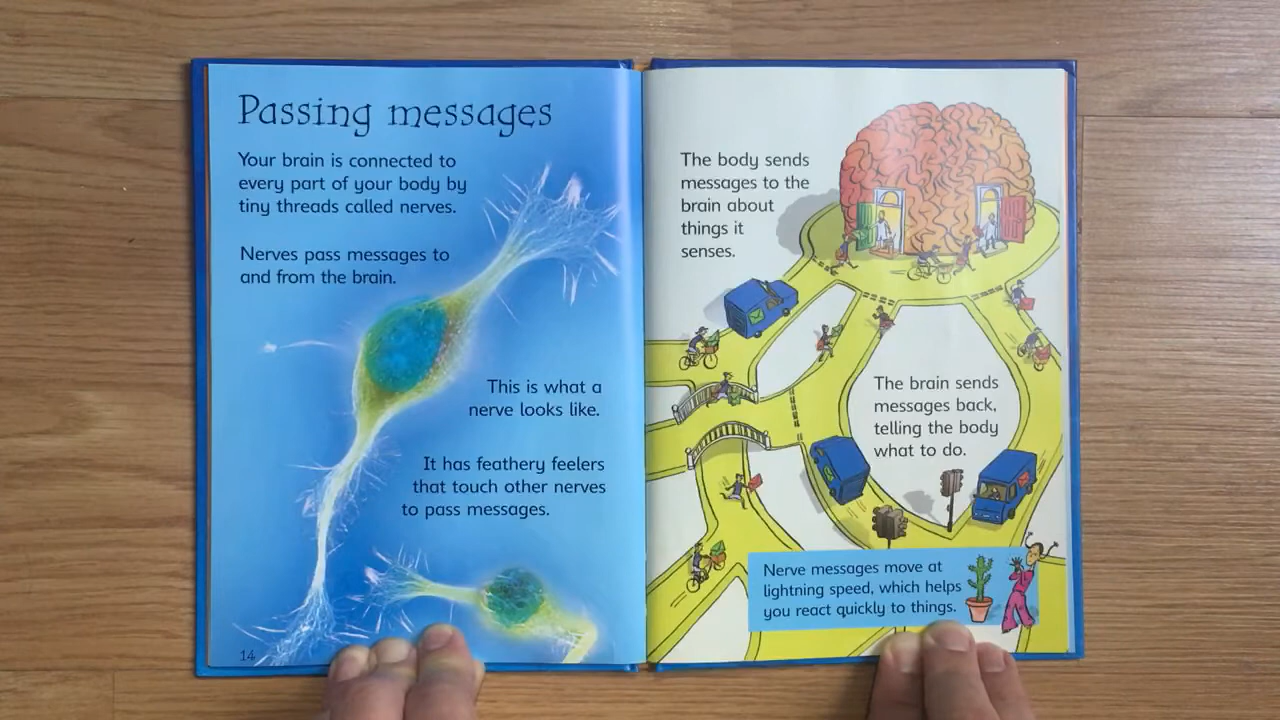 Passing messages
Your brain is connected to
every part of your body by
tiny threads called nerves.
Nerves pass messages to
and from the brain.
This is what a
nerve looks like.
It has feathery feelers
that touch other nerves
to pass messages.
14
The body sends
messages to the
brain about
things it
senses.
The brain sends
messages back,
telling the body
what to do.
Nerve messages move at
lightning speed, which helps
you react quickly to things.